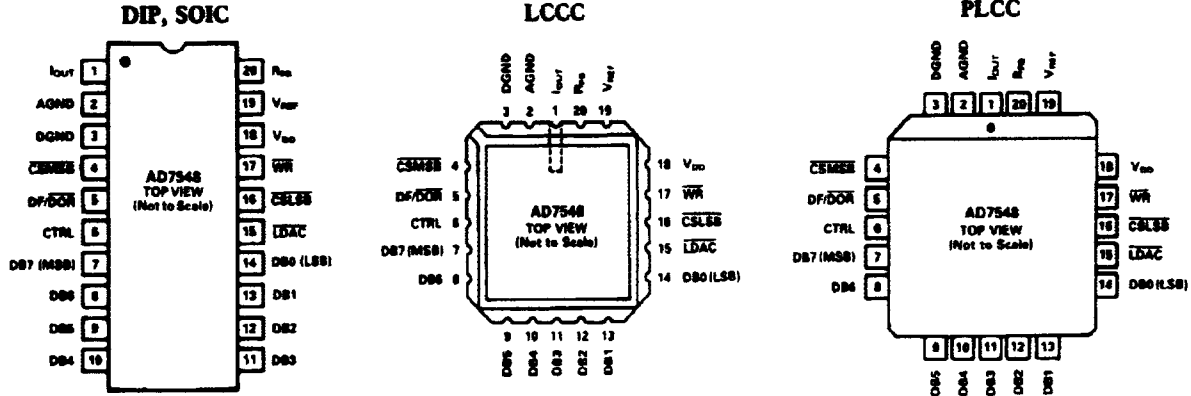 DIP, SOIC
IOUT 1
AGND 2
DGND 3
CSMSB 4
DF/DOR 5
CTRL 6
DB7 (MSB) 7
DB6 8
DB5 9
DB4 10
20 RFB
19 VREF
18 VDD
17 WR
16 CSLSB
15 LDAC
14 DB0 (LSB)
13 DB1
12 DB2
11 DB3
AD7548
TOP VIEW
(Not to Scale)
LCCC
DGND AGND IOUT RFB VREF
3 2 1 20 19
CSMSB 4
DF/DOR 5
CTRL 6
DB7 (MSB) 7
DB6 8
18 VDD
17 WR
16 CSLSB
15 LDAC
14 DB0 (LSB)
AD7548
TOP VIEW
(Not to Scale)
9 10 11 12 13
DB5 DB4 DB3 DB2 DB1
PLCC
DGND AGND IOUT RFB VREF
3 2 1 20 19
CSMSB 4
DF/DOR 5
CTRL 6
DB7 (MSB) 7
DB6 8
18 VDD
17 WR
16 CSLSB
15 LDAC
14 DB0 (LSB)
AD7548
TOP VIEW
(Not to Scale)
9 10 11 12 13
DB5 DB4 DB3 DB2 DB1